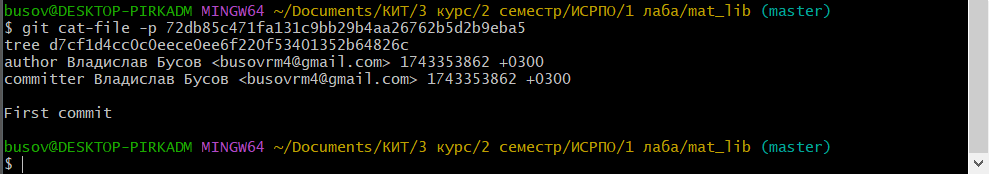 busov@DESKTOP-PIRKADM MINGW64 ~/Documents/КИТ/3 курс/2 семестр/ИСРПО/1 лаба/mat_lib (master)
$ git cat-file -p 72db85c471fa131c9bb29b4aa26762b5d2b9eba5
tree d7cf1d4cc0c0eece0ee6f220f53401352b64826c
author Владислав Бусов <busovrm4@gmail.com> 1743353862 +0300
committer Владислав Бусов <busovrm4@gmail.com> 1743353862 +0300
First commit
busov@DESKTOP-PIRKADM MINGW64 ~/Documents/КИТ/3 курс/2 семестр/ИСРПО/1 лаба/mat_lib (master)
$